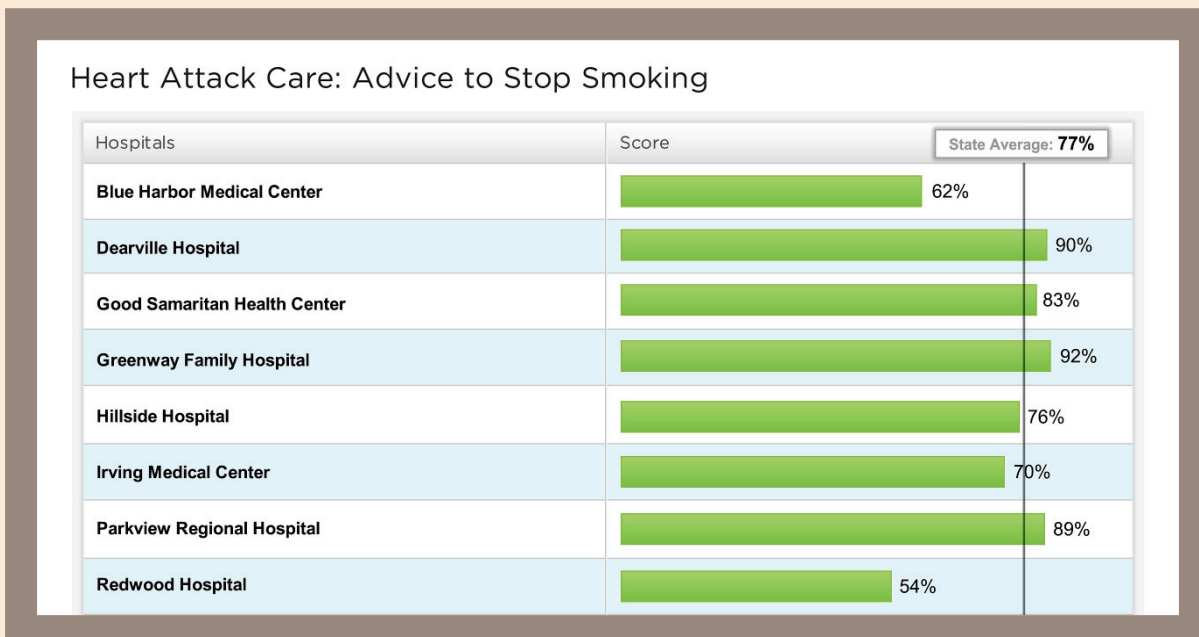 Heart Attack Care: Advice to Stop Smoking
Hospitals Score State Average: 77%
Blue Harbor Medical Center 62%
Dearville Hospital 90%
Good Samaritan Health Center 83%
Greenway Family Hospital 92%
Hillside Hospital 76%
Irving Medical Center 70%
Parkview Regional Hospital 89%
Redwood Hospital 54%